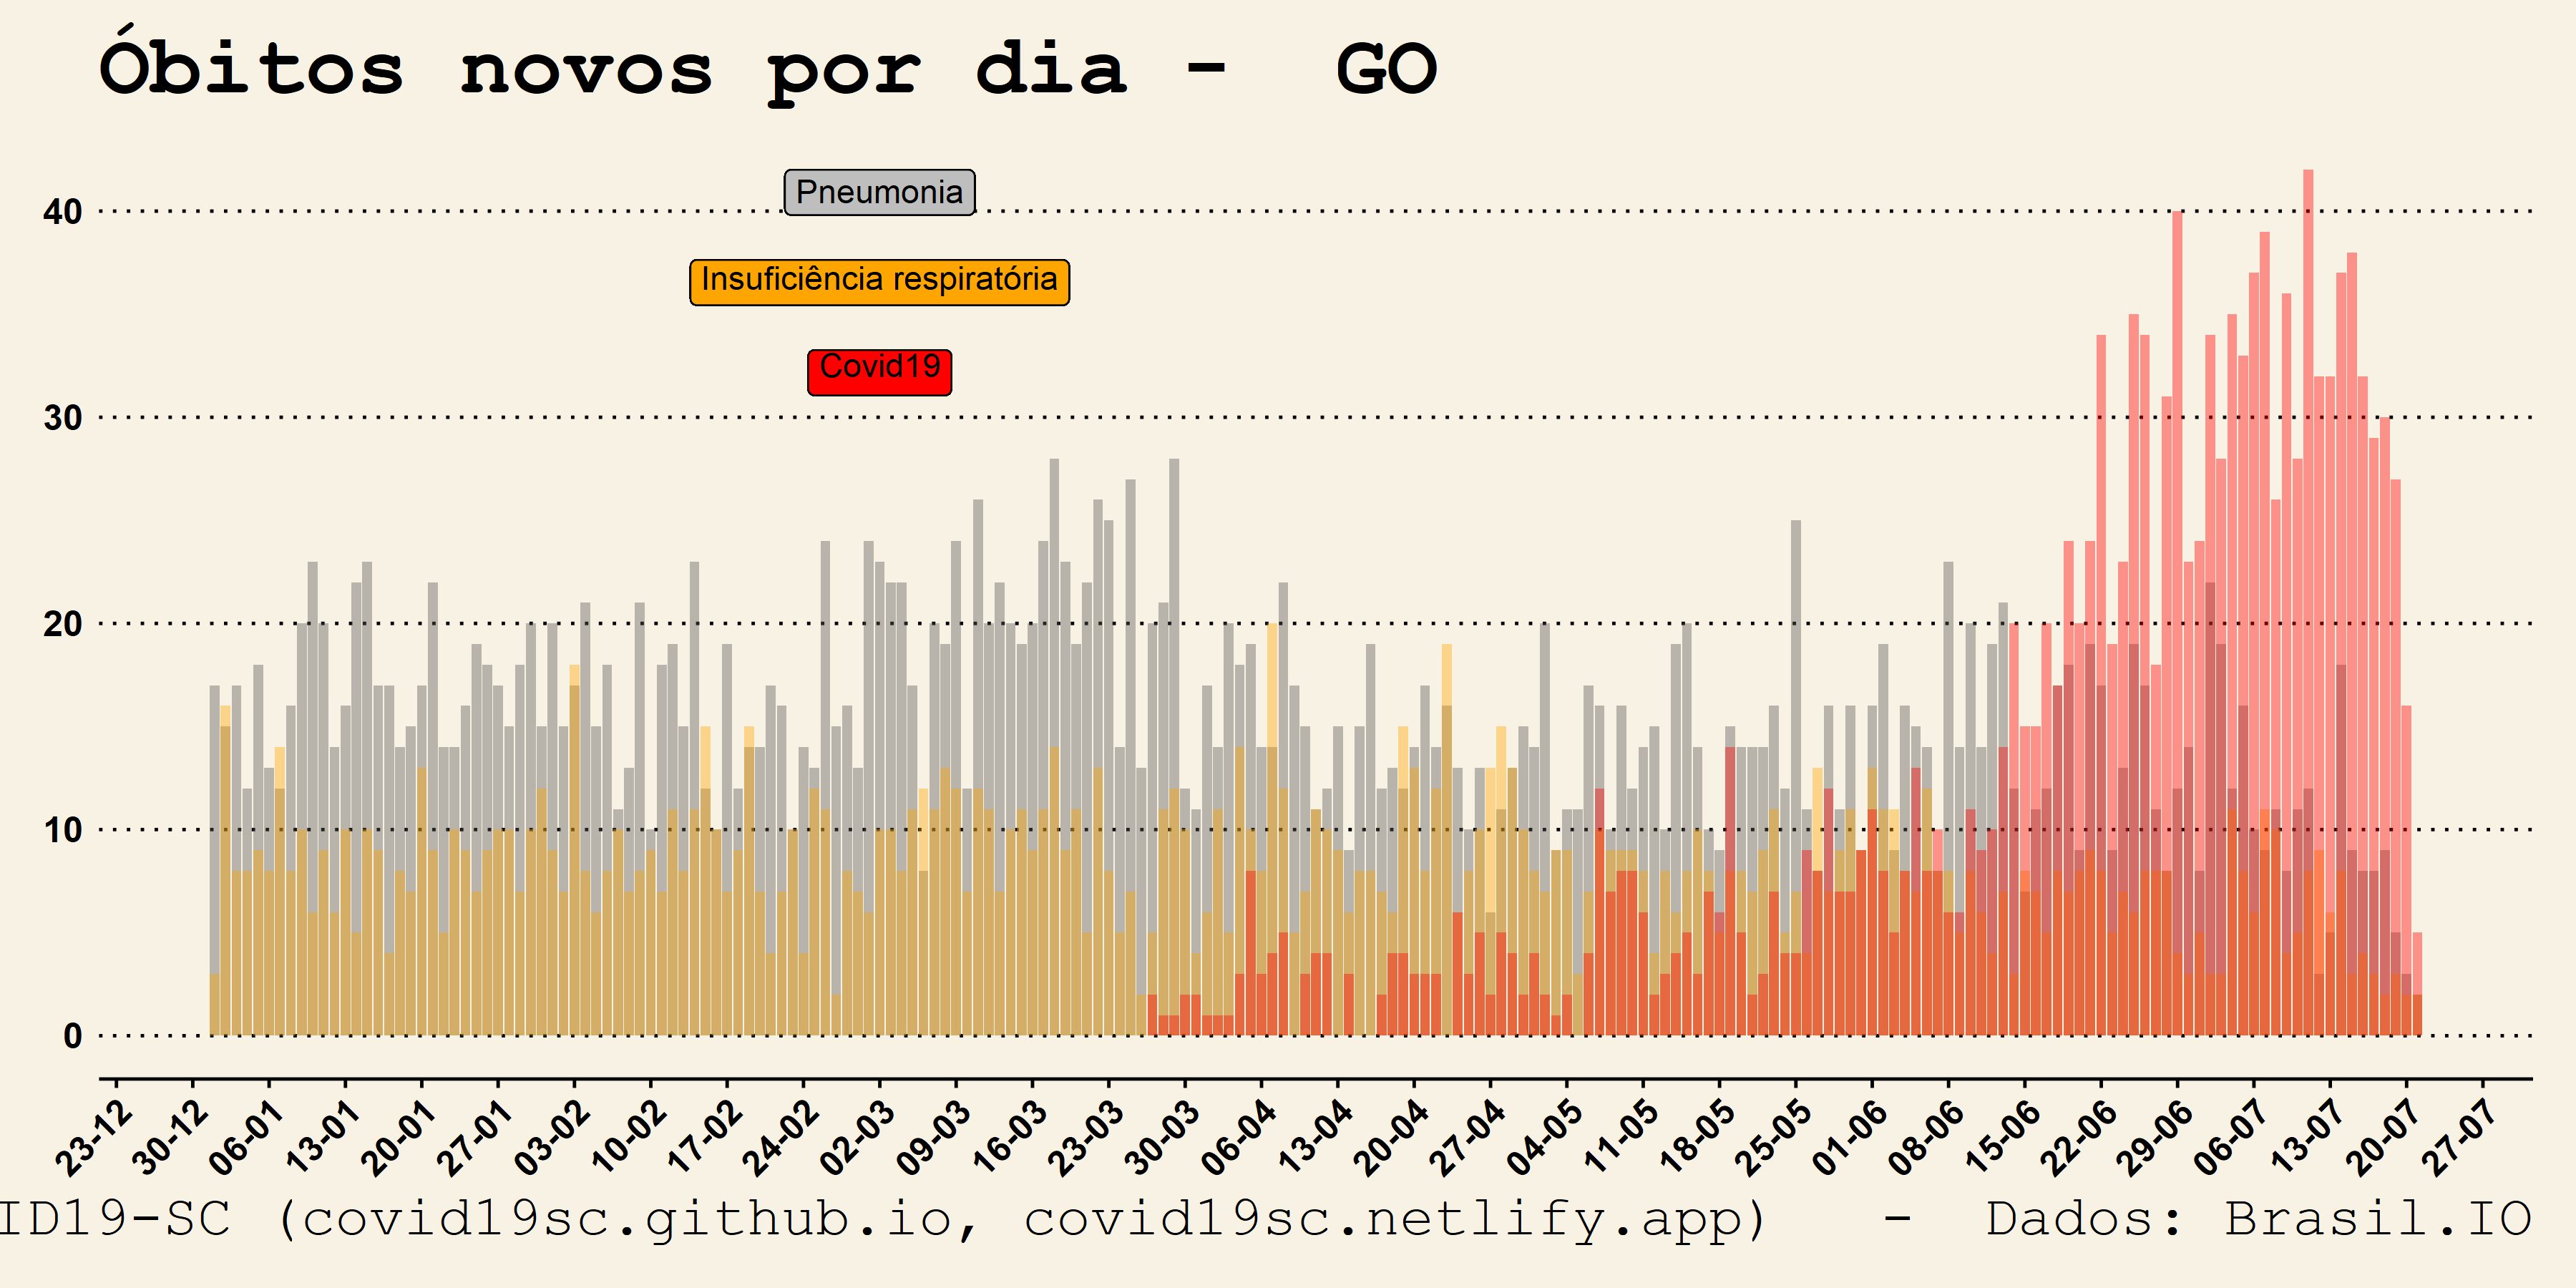 Óbitos novos por dia - GO
Pneumonia
Insuficiência respiratória
Covid19
40
30
20
10
0
23-12 30-12 06-01 13-01 20-01 27-01 03-02 10-02 17-02 24-02 02-03 09-03 16-03 23-03 30-03 06-04 13-04 20-04 27-04 04-05 11-05 18-05 25-05 01-06 08-06 15-06 22-06 29-06 06-07 13-07 20-07 27-07
ID19-SC (covid19sc.github.io, covid19sc.netlify.app) - Dados: Brasil.IO